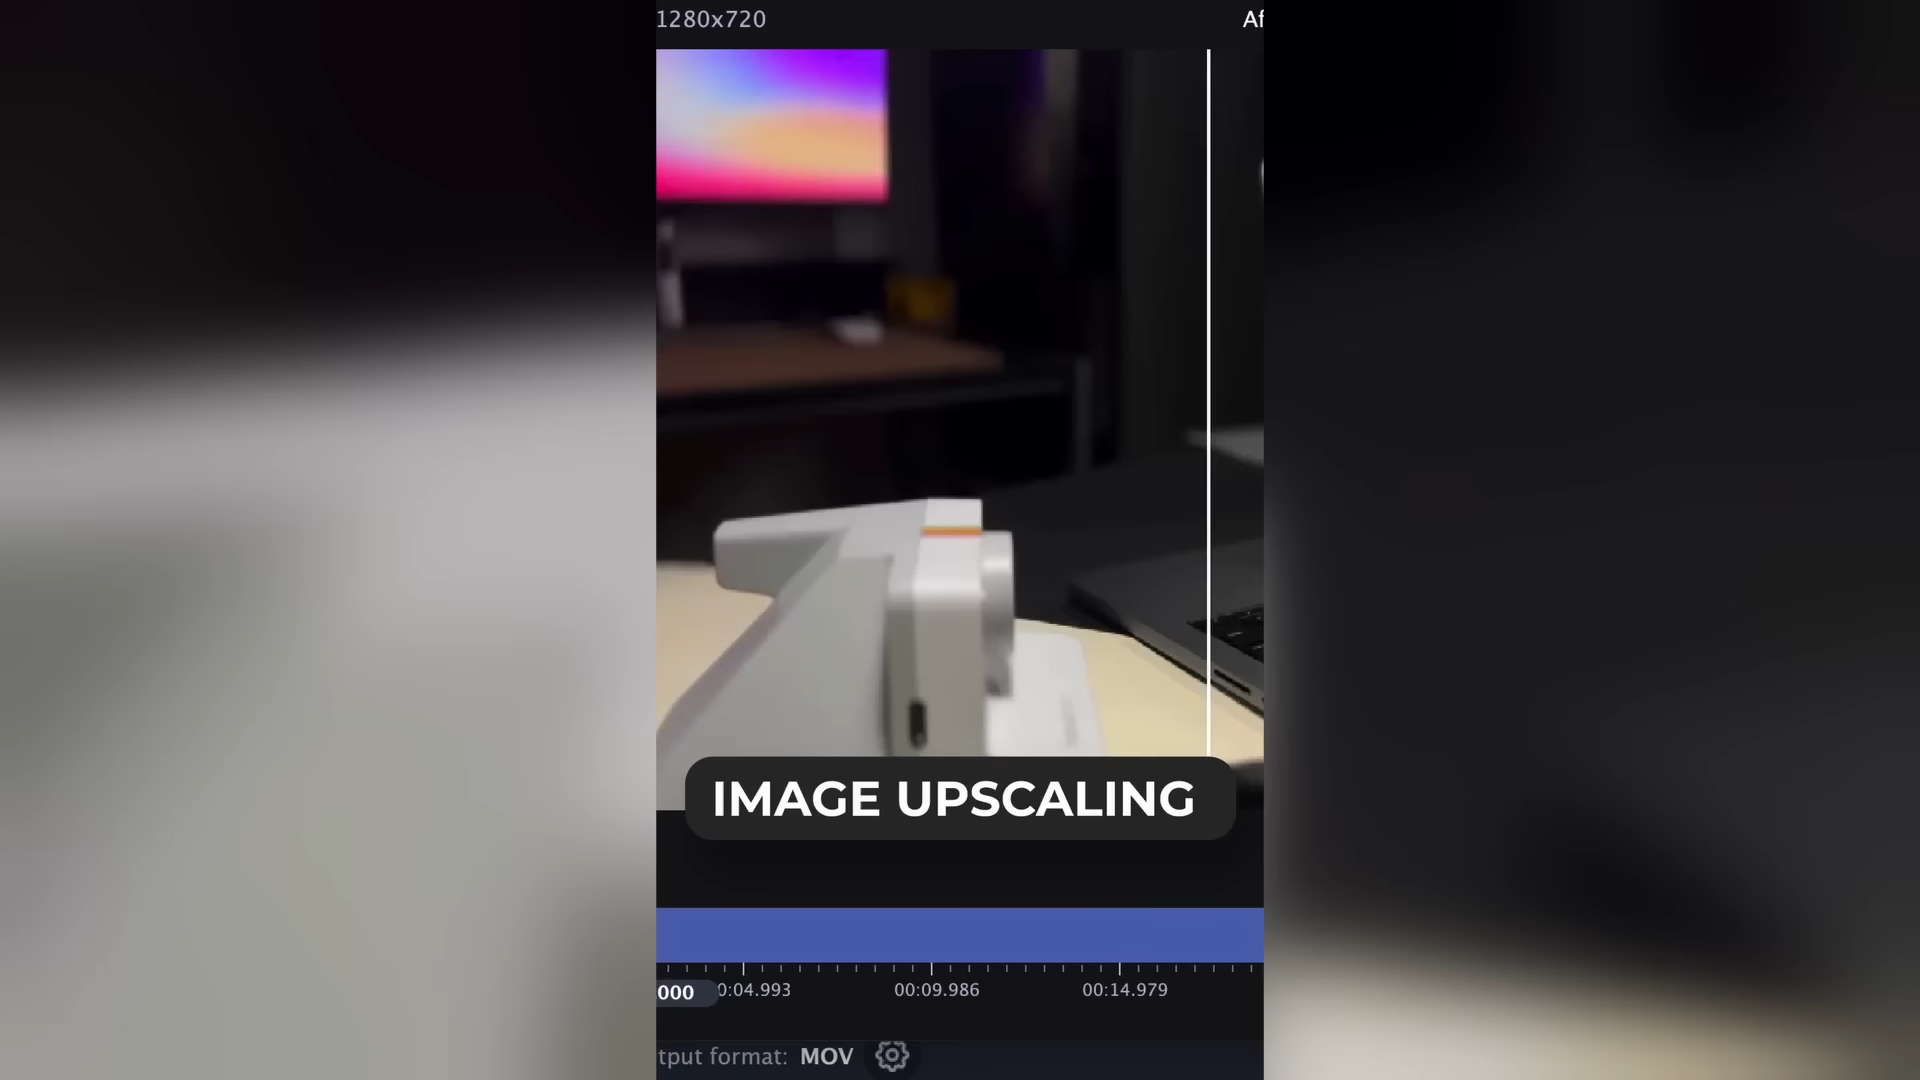 1280x720
Af
IMAGE UPSCALING
000
0:04.993
00:09.986
00:14.979
tput format: MOV